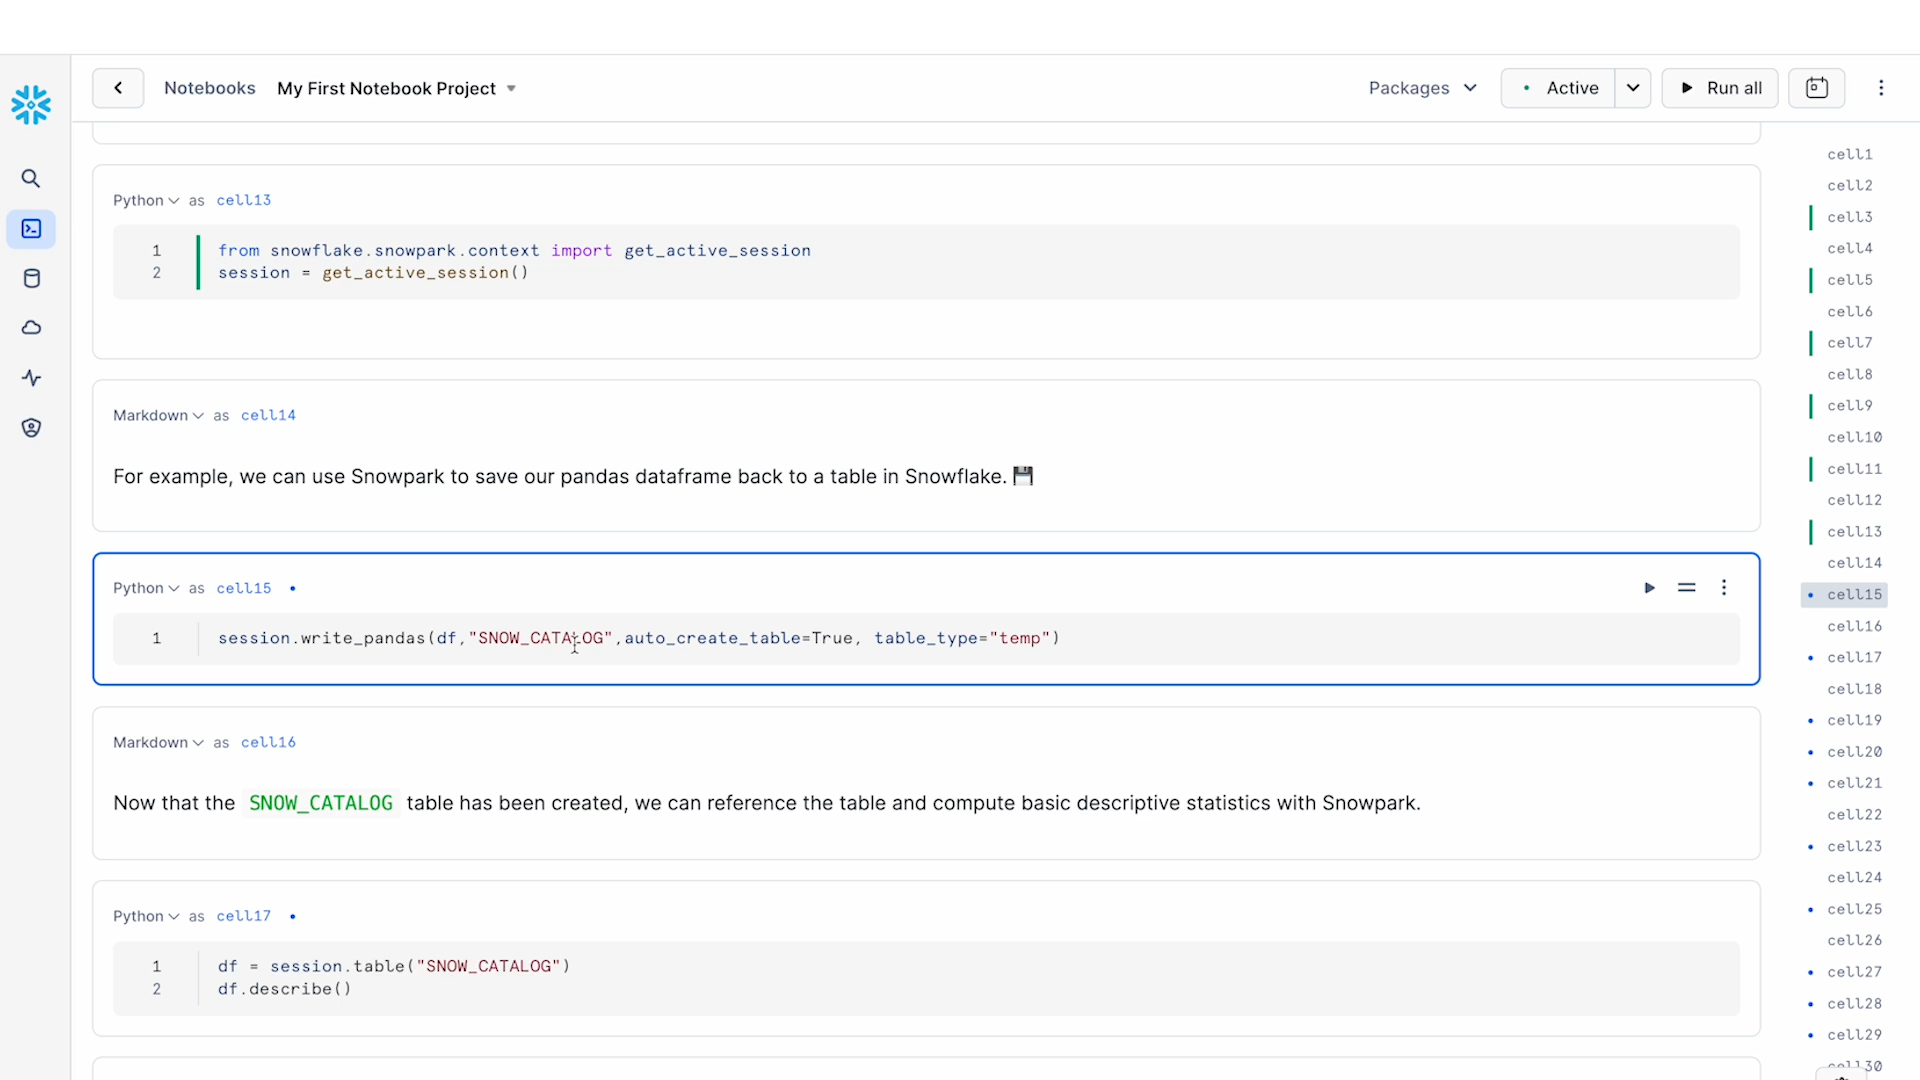 Notebooks My First Notebook Project
Packages Active Run all
Python as cell13
1 from snowflake.snowpark.context import get_active_session
2 session = get_active_session()
Markdown as cell14
For example, we can use Snowpark to save our pandas dataframe back to a table in Snowflake. 💾
Python as cell15
1 session.write_pandas(df,"SNOW_CATALOG",auto_create_table=True, table_type="temp")
Markdown as cell16
Now that the SNOW_CATALOG table has been created, we can reference the table and compute basic descriptive statistics with Snowpark.
Python as cell17
1 df = session.table("SNOW_CATALOG")
2 df.describe()
cell1
cell2
cell3
cell4
cell5
cell6
cell7
cell8
cell9
cell10
cell11
cell12
cell13
cell14
cell15
cell16
cell17
cell18
cell19
cell20
cell21
cell22
cell23
cell24
cell25
cell26
cell27
cell28
cell29
cell30